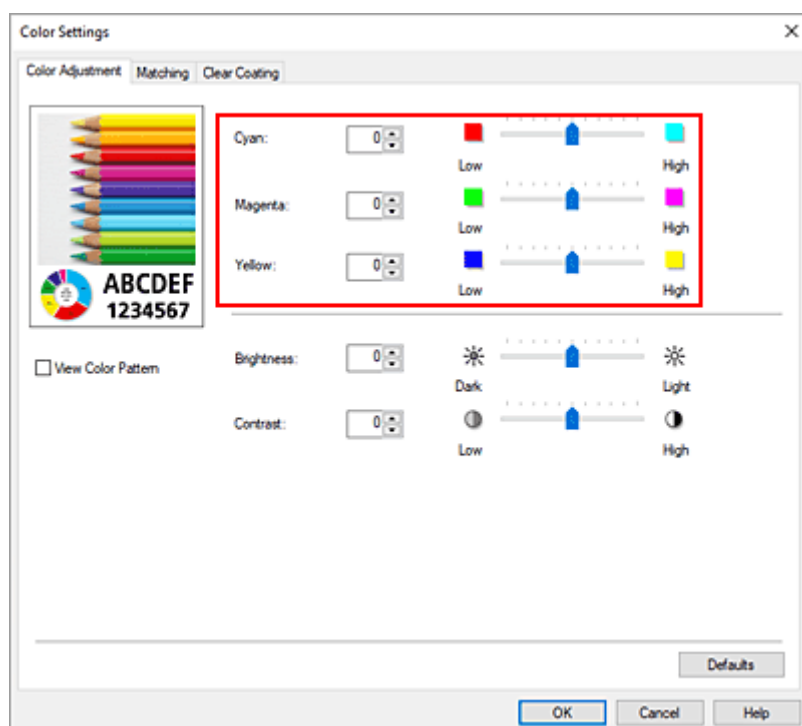 Color Settings
Color Adjustment Matching Clear Coating
Cyan: 0
Low High
Magenta: 0
Low High
Yellow: 0
Low High
ABCDEF
1234567
View Color Pattern
Brightness: 0
Dark Light
Contrast: 0
Low High
Defaults
OK Cancel Help